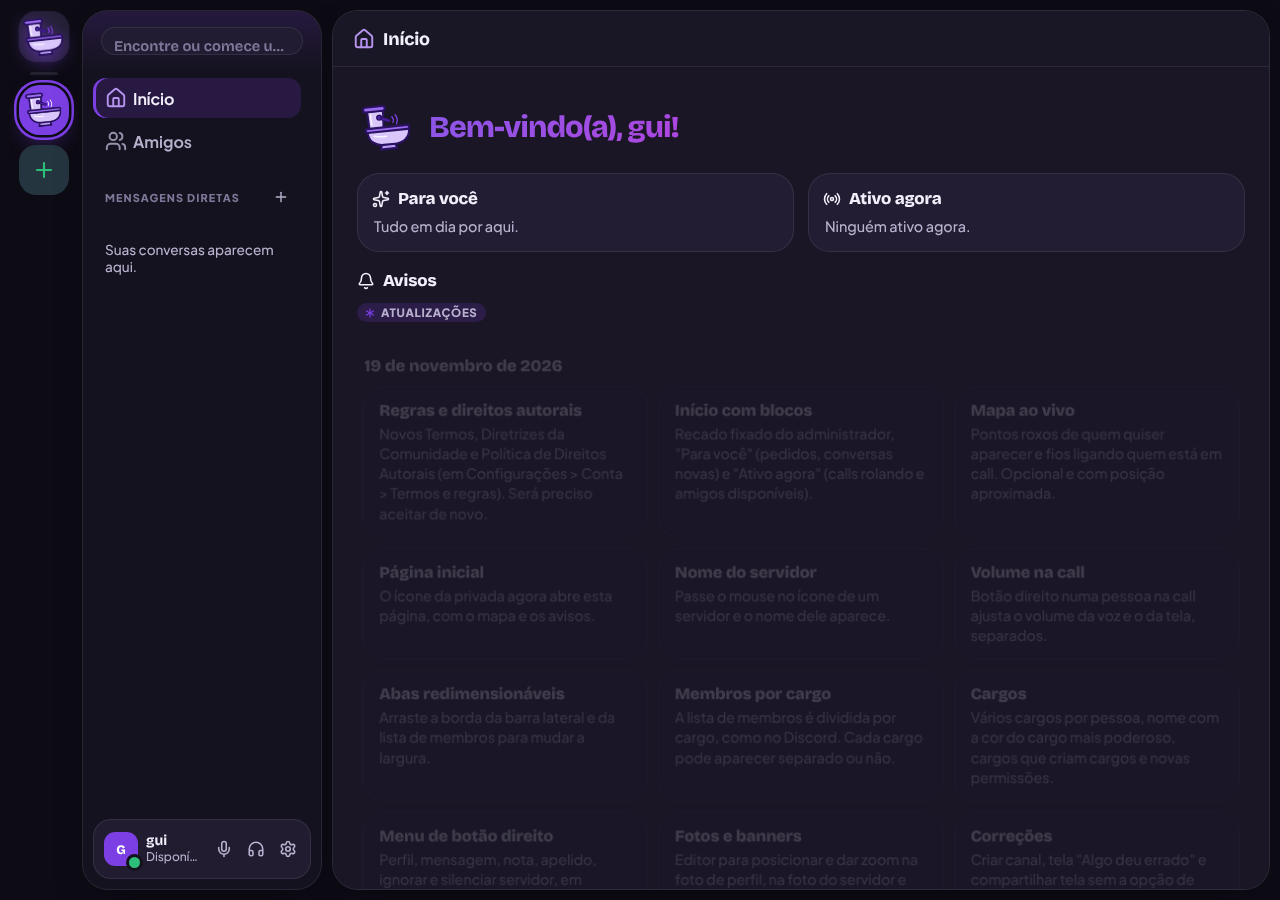 Encontre ou comece u...
Início
Amigos
MENSAGENS DIRETAS
Suas conversas aparecem
aqui.
G
gui
Disponí...
Início
Bem-vindo(a), gui!
Para você
Tudo em dia por aqui.
Ativo agora
Ninguém ativo agora.
Avisos
ATUALIZAÇÕES
19 de novembro de 2026
Regras e direitos autorais
Novos Termos, Diretrizes da
Comunidade e Política de Direitos
Autorais (em Configurações > Conta
> Termos e regras). Será preciso
aceitar de novo.
Início com blocos
Recado fixado do administrador,
"Para você" (pedidos, conversas
novas) e "Ativo agora" (calls rolando e
amigos disponíveis).
Mapa ao vivo
Pontos roxos de quem quiser
aparecer e fios ligando quem está em
call. Opcional e com posição
aproximada.
Página inicial
O ícone da privada agora abre esta
página, com o mapa e os avisos.
Nome do servidor
Passe o mouse no ícone de um
servidor e o nome dele aparece.
Volume na call
Botão direito numa pessoa na call
ajusta o volume da voz e o da tela,
separados.
Abas redimensionáveis
Arraste a borda da barra lateral e da
lista de membros para mudar a
largura.
Membros por cargo
A lista de membros é dividida por
cargo, como no Discord. Cada cargo
pode aparecer separado ou não.
Cargos
Vários cargos por pessoa, nome com
a cor do cargo mais poderoso,
cargos que criam cargos e novas
permissões.
Menu de botão direito
Perfil, mensagem, nota, apelido,
ignorar e silenciar servidor, em
Fotos e banners
Editor para posicionar e dar zoom na
foto de perfil, na foto do servidor e
Correções
Criar canal, tela "Algo deu errado" e
compartilhar tela sem a opção de